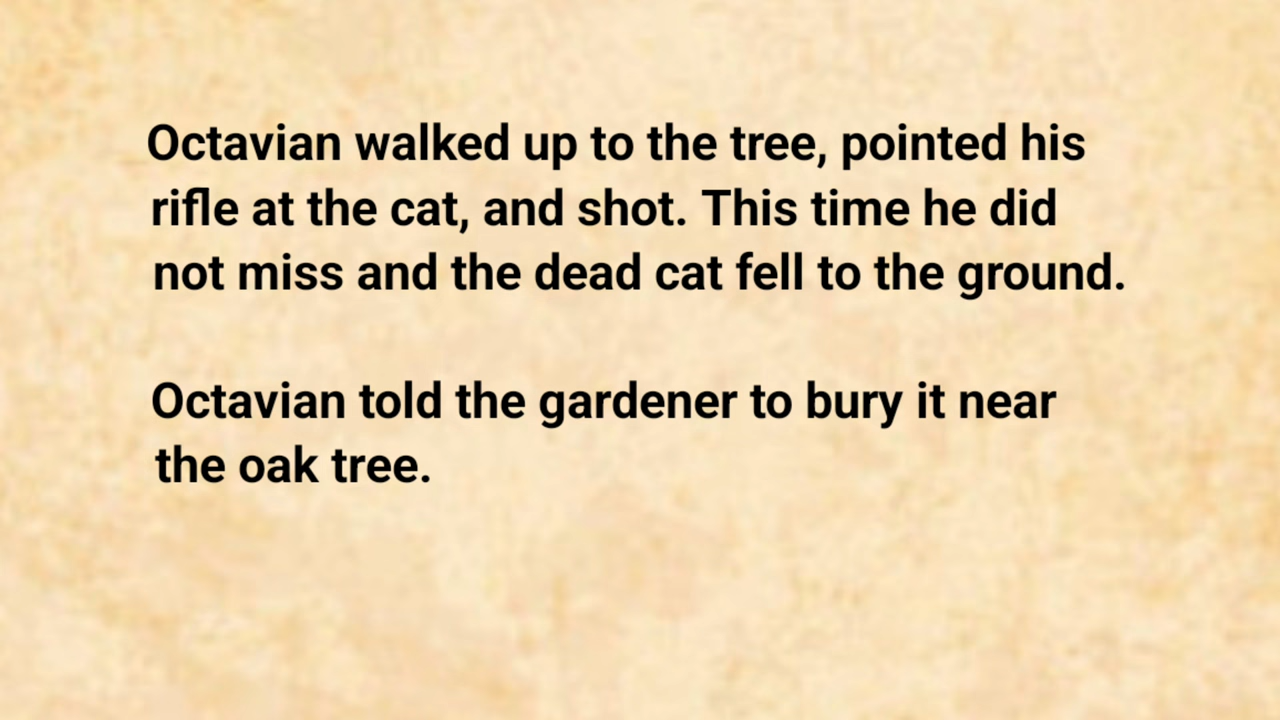 Octavian walked up to the tree, pointed his
rifle at the cat, and shot. This time he did
not miss and the dead cat fell to the ground.
Octavian told the gardener to bury it near
the oak tree.